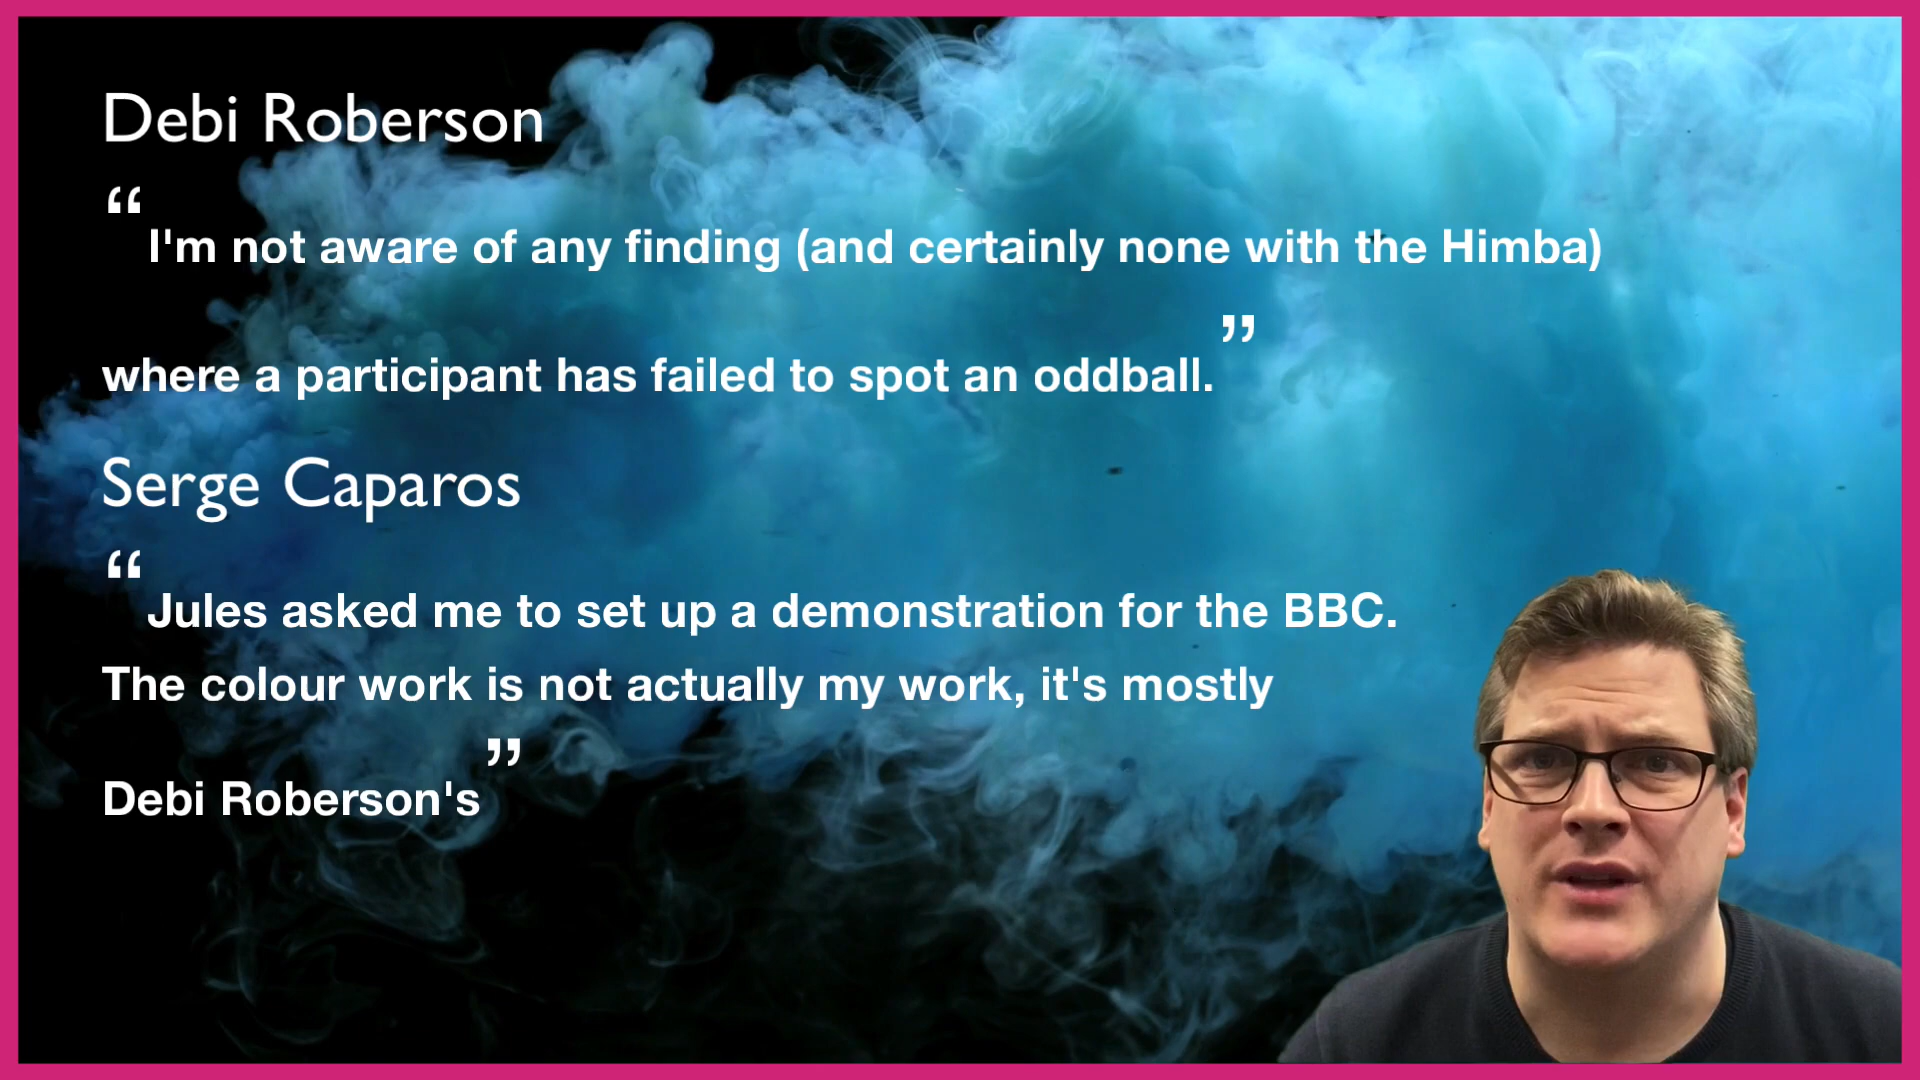 Debi Roberson
“I'm not aware of any finding (and certainly none with the Himba)
where a participant has failed to spot an oddball.”
Serge Caparos
“Jules asked me to set up a demonstration for the BBC.
The colour work is not actually my work, it's mostly
Debi Roberson's”